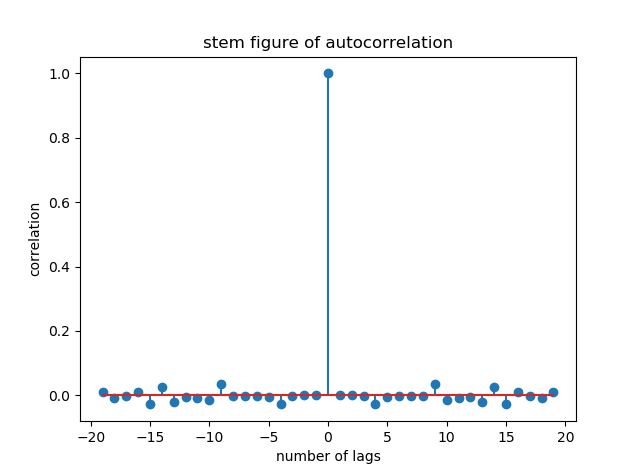 stem figure of autocorrelation
1.0
0.8
0.6
0.4
0.2
0.0
correlation
−20 −15 −10 −5 0 5 10 15 20
number of lags